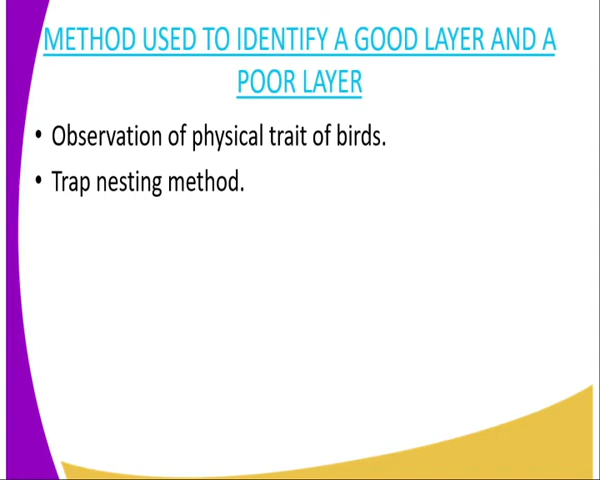 METHOD USED TO IDENTIFY A GOOD LAYER AND A
POOR LAYER
• Observation of physical trait of birds.
• Trap nesting method.